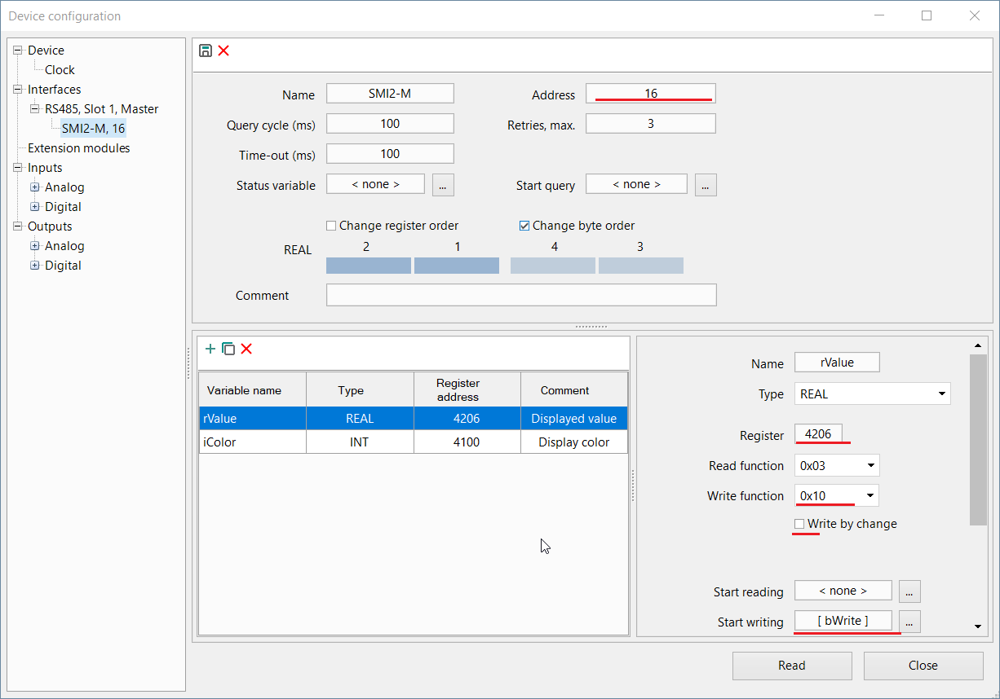 Device configuration
Device
Clock
Interfaces
RS485, Slot 1, Master
SMI2-M, 16
Extension modules
Inputs
Analog
Digital
Outputs
Analog
Digital
Name SMI2-M Address 16
Query cycle (ms) 100 Retries, max. 3
Time-out (ms) 100
Status variable < none > ... Start query < none > ...
Change register order Change byte order
REAL 2 1 4 3
Comment
Variable name Type Register address Comment
rValue REAL 4206 Displayed value
iColor INT 4100 Display color
Name rValue
Type REAL
Register 4206
Read function 0x03
Write function 0x10
Write by change
Start reading < none > ...
Start writing [ bWrite ] ...
Read Close